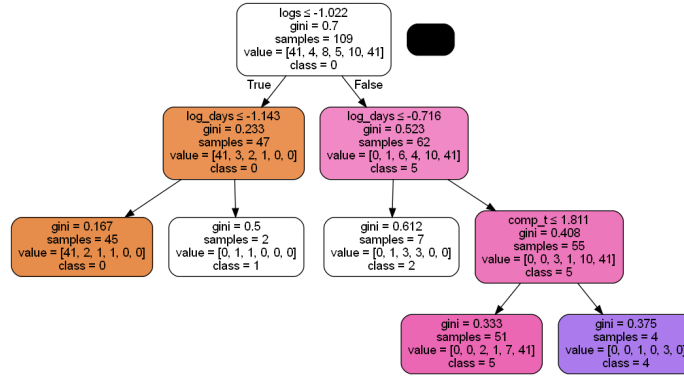 logs ≤ -1.022
gini = 0.7
samples = 109
value = [41, 4, 8, 5, 10, 41]
class = 0
True
False
log_days ≤ -1.143
gini = 0.233
samples = 47
value = [41, 3, 2, 1, 0, 0]
class = 0
log_days ≤ -0.716
gini = 0.523
samples = 62
value = [0, 1, 6, 4, 10, 41]
class = 5
gini = 0.167
samples = 45
value = [41, 2, 1, 1, 0, 0]
class = 0
gini = 0.5
samples = 2
value = [0, 1, 1, 0, 0, 0]
class = 1
gini = 0.612
samples = 7
value = [0, 1, 3, 3, 0, 0]
class = 2
comp_t ≤ 1.811
gini = 0.408
samples = 55
value = [0, 0, 3, 1, 10, 41]
class = 5
gini = 0.333
samples = 51
value = [0, 0, 2, 1, 7, 41]
class = 5
gini = 0.375
samples = 4
value = [0, 0, 1, 0, 3, 0]
class = 4